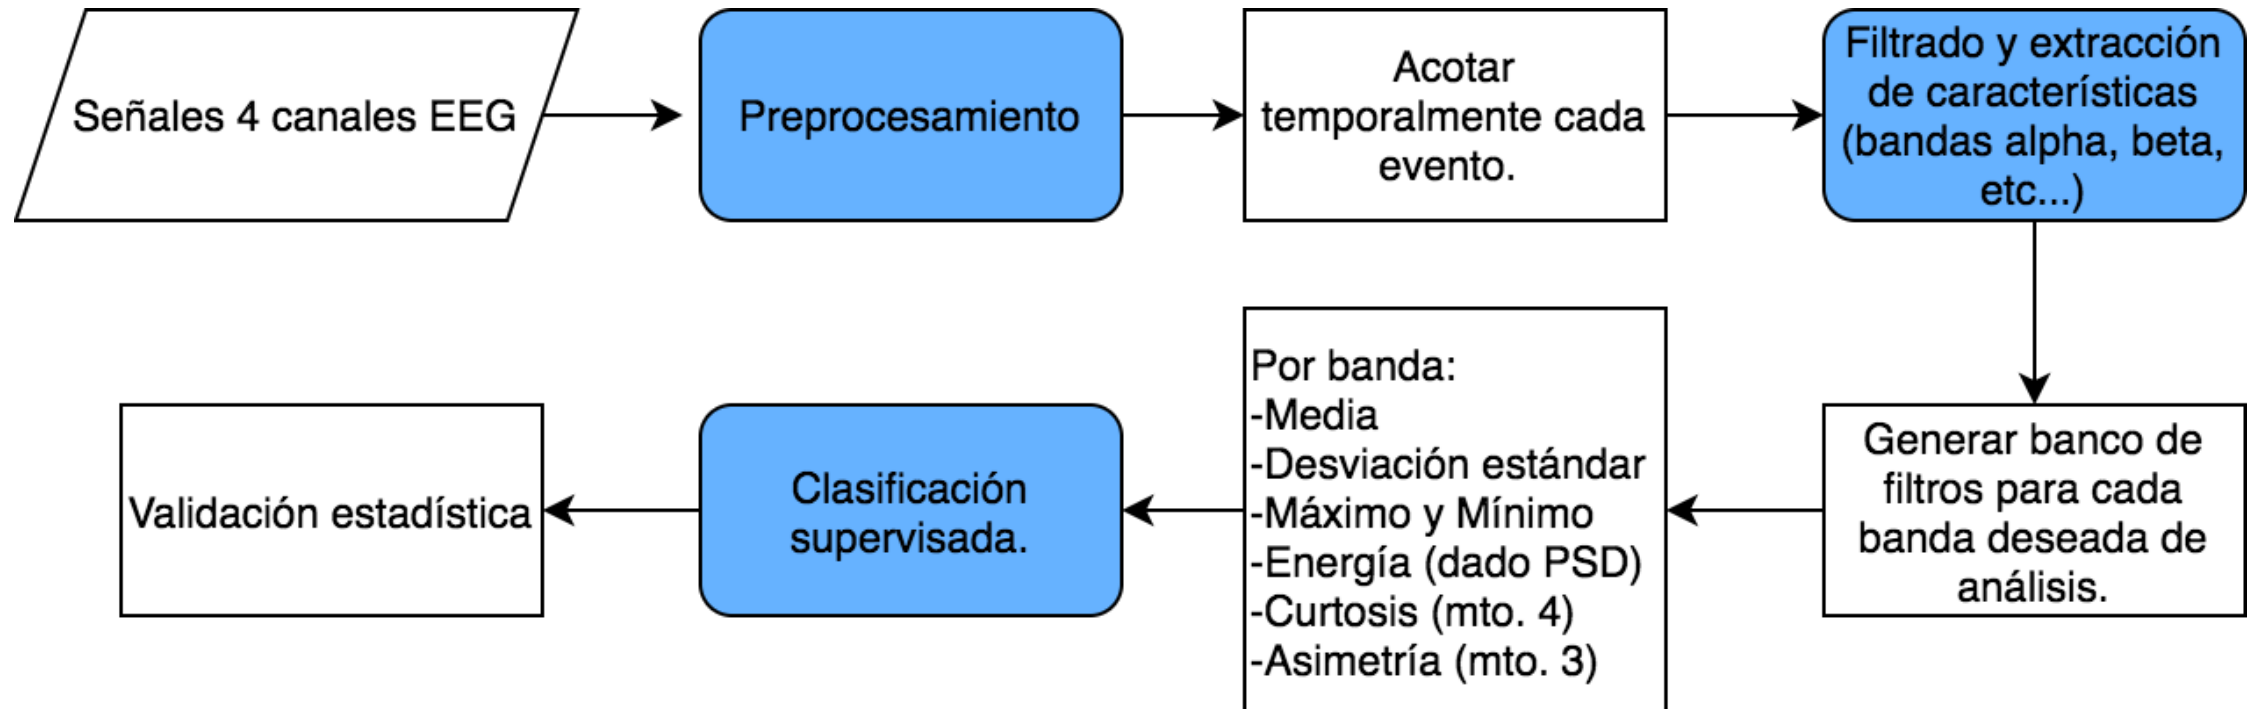 Señales 4 canales EEG
Preprocesamiento
Acotar
temporalmente cada
evento.
Filtrado y extracción
de características
(bandas alpha, beta,
etc...)
Generar banco de
filtros para cada
banda deseada de
análisis.
Por banda:
-Media
-Desviación estándar
-Máximo y Mínimo
-Energía (dado PSD)
-Curtosis (mto. 4)
-Asimetría (mto. 3)
Clasificación
supervisada.
Validación estadística